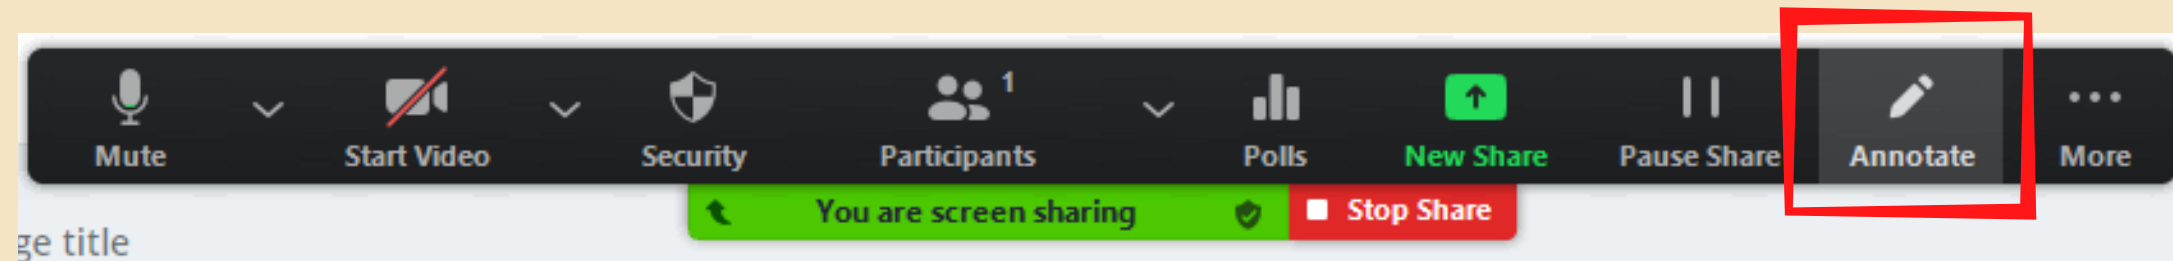 1
Mute Start Video Security Participants Polls New Share Pause Share Annotate More
You are screen sharing Stop Share
ge title